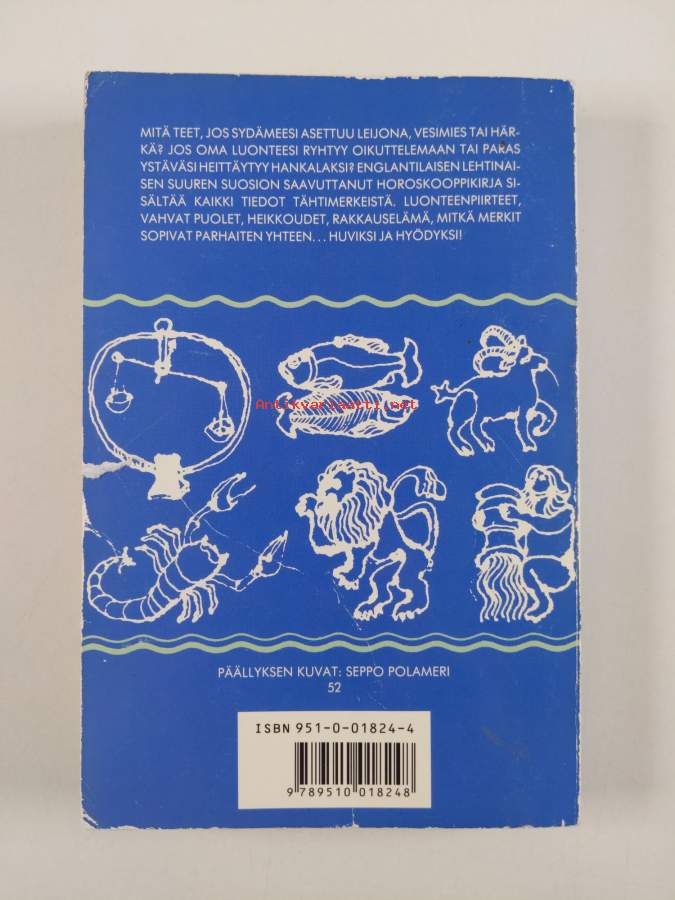 MITÄ TEET, JOS SYDÄMEESI ASETTUU LEIJONA, VESIMIES TAI HÄR-
KÄ? JOS OMA LUONTEESI RYHTYY OIKUTTELEMAAN TAI PARAS
YSTÄVÄSI HEITTÄYTYY HANKALAKSI? ENGLANTILAISEN LEHTINAI-
SEN SUUREN SUOSION SAAVUTTANUT HOROSKOOPPIKIRJA SI-
SÄLTÄÄ KAIKKI TIEDOT TÄHTIMERKEISTÄ. LUONTEENPIIRTEET,
VAHVAT PUOLET, HEIKKOUDET, RAKKAUSELÄMÄ, MITKÄ MERKIT
SOPIVAT PARHAITEN YHTEEN... HUVIKSI JA HYÖDYKSI!
Antikvariaatti.net
PÄÄLLYKSEN KUVAT: SEPPO POLAMERI
52
ISBN 951-0-01824-4
9 789510 018248